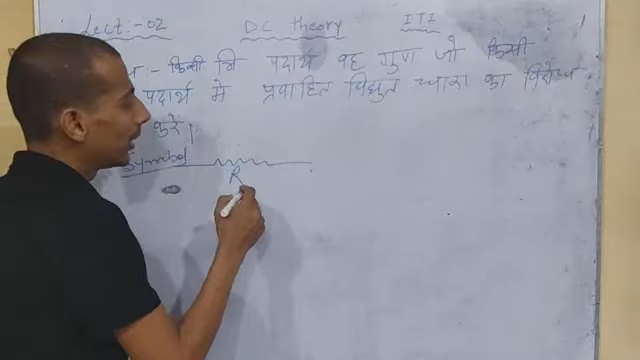 Lect:-02 DC theory ITI
:- किसी भि पदार्थ वह गुण जो किसी
पदार्थ मे प्रवाहित विद्युत धारा का विरोध
करे।
Symbol
R